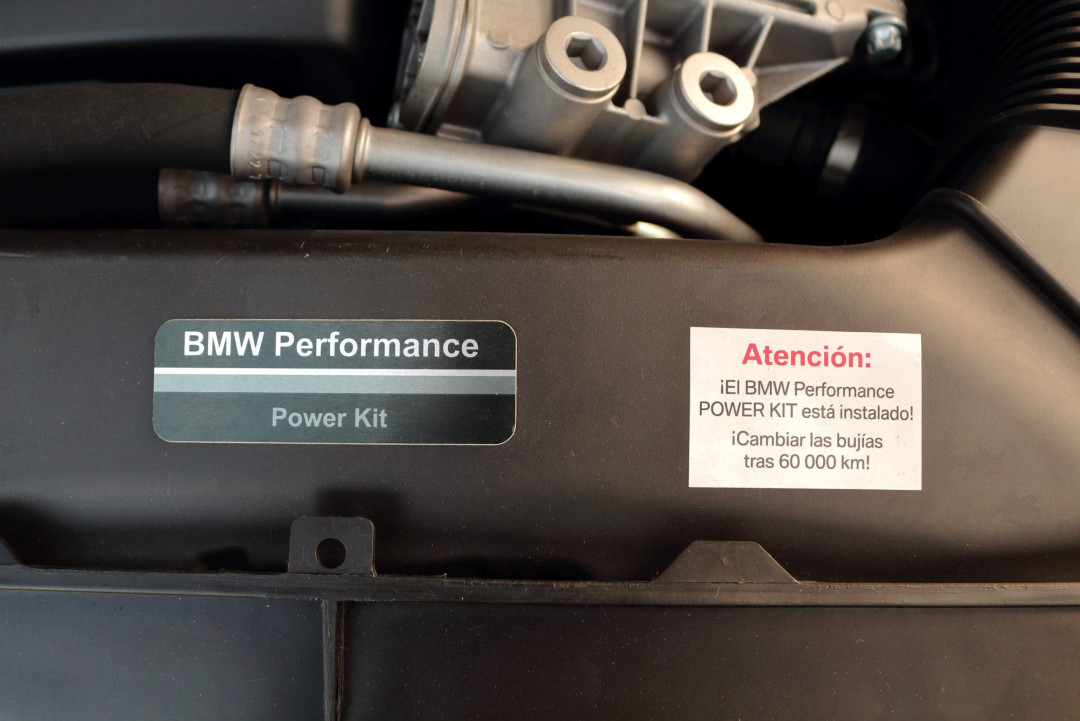 BMW Performance
Power Kit
Atención:
¡El BMW Performance
POWER KIT está instalado!
¡Cambiar las bujías
tras 60 000 km!